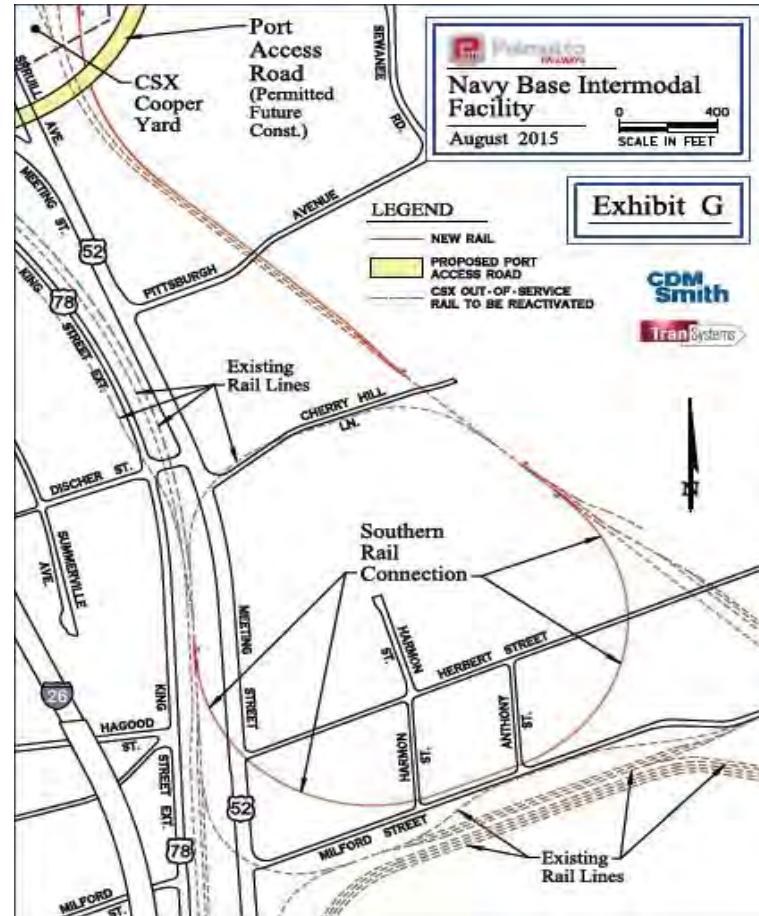 Port
Access
Road
(Permitted
Future
Const.)
CSX
Cooper
Yard
SPRUILL
AVE.
SEWANEE
RD.
Palmetto
RAILWAYS
Navy Base Intermodal
Facility
August 2015
0 400
SCALE IN FEET
Exhibit G
LEGEND
NEW RAIL
PROPOSED PORT
ACCESS ROAD
CSX OUT-OF-SERVICE
RAIL TO BE REACTIVATED
CDM
Smith
TranSystems
MEETING ST.
52
78
KING STREET EXT.
PITTSBURGH AVENUE
Existing
Rail Lines
CHERRY HILL
LN.
N
DISCHER ST.
SUMMERVILLE
AVE.
Southern
Rail
Connection
MEETING STREET
HARMON
ST.
HERBERT STREET
26
HAGOOD
ST.
KING STREET EXT.
HARMON
ST.
ANTHONY
ST.
52
MILFORD STREET
78
Existing
Rail Lines
MILFORD
ST.